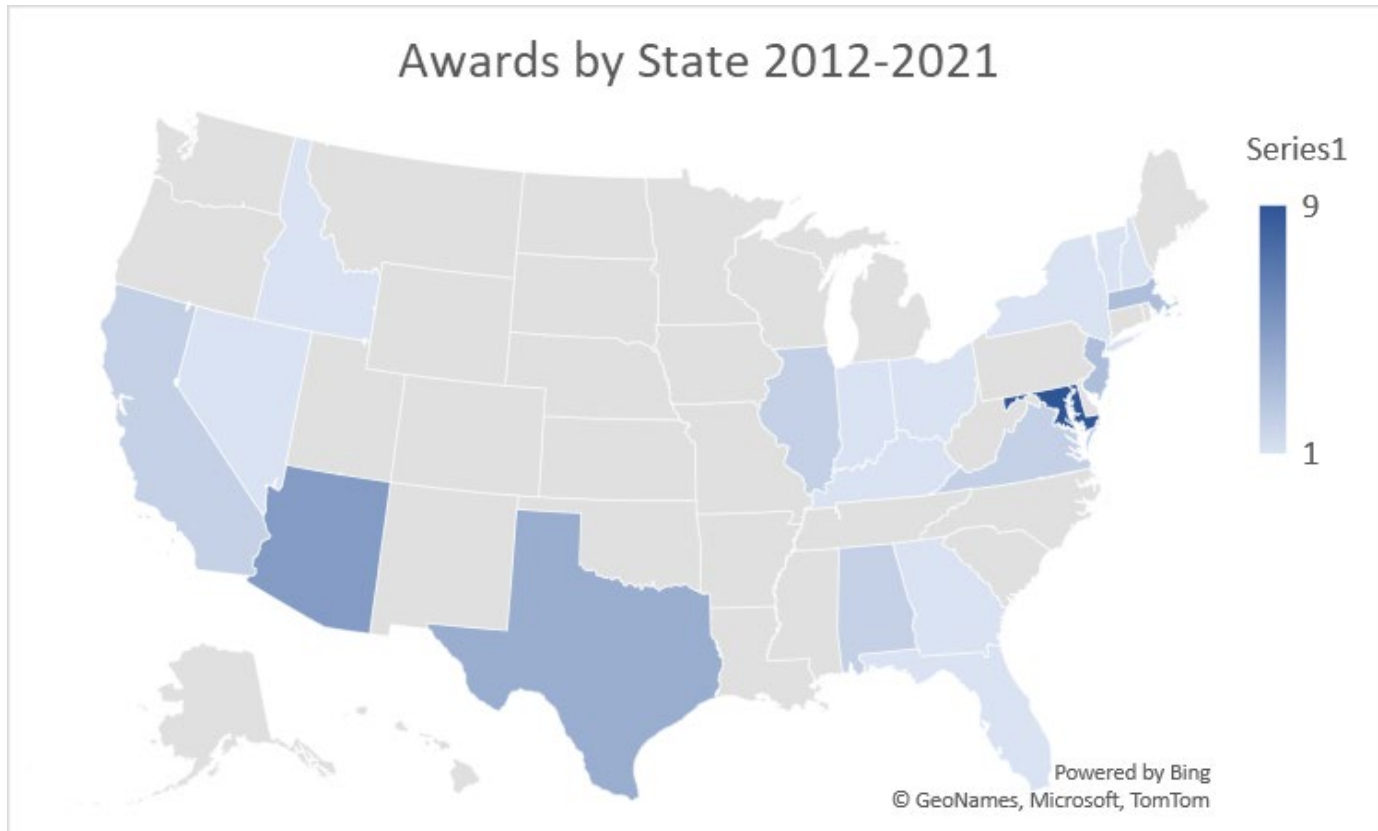 Awards by State 2012-2021
Series1
9
1
Powered by Bing
© GeoNames, Microsoft, TomTom